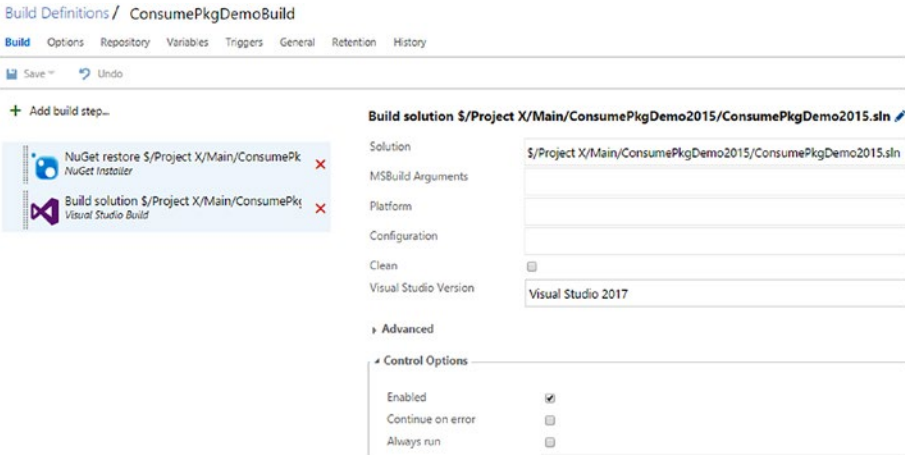 Build Definitions / ConsumePkgDemoBuild
Build Options Repository Variables Triggers General Retention History
Save Undo
+ Add build step...
NuGet restore $/Project X/Main/ConsumePk
NuGet Installer
Build solution $/Project X/Main/ConsumePkg
Visual Studio Build
Build solution $/Project X/Main/ConsumePkgDemo2015/ConsumePkgDemo2015.sln
Solution $/Project X/Main/ConsumePkgDemo2015/ConsumePkgDemo2015.sln
MSBuild Arguments
Platform
Configuration
Clean
Visual Studio Version Visual Studio 2017
Advanced
Control Options
Enabled
Continue on error
Always run